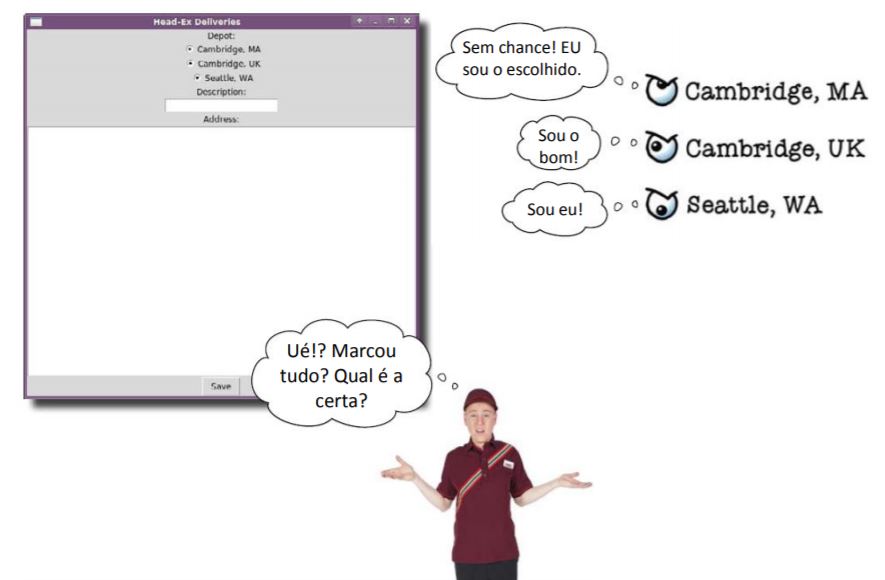 Head-Ex Deliveries
Depot:
Cambridge, MA
Cambridge, UK
Seattle, WA
Description:
Address:
Save
Sem chance! EU
sou o escolhido.
Cambridge, MA
Sou o
bom!
Cambridge, UK
Sou eu!
Seattle, WA
Ué!? Marcou
tudo? Qual é a
certa?